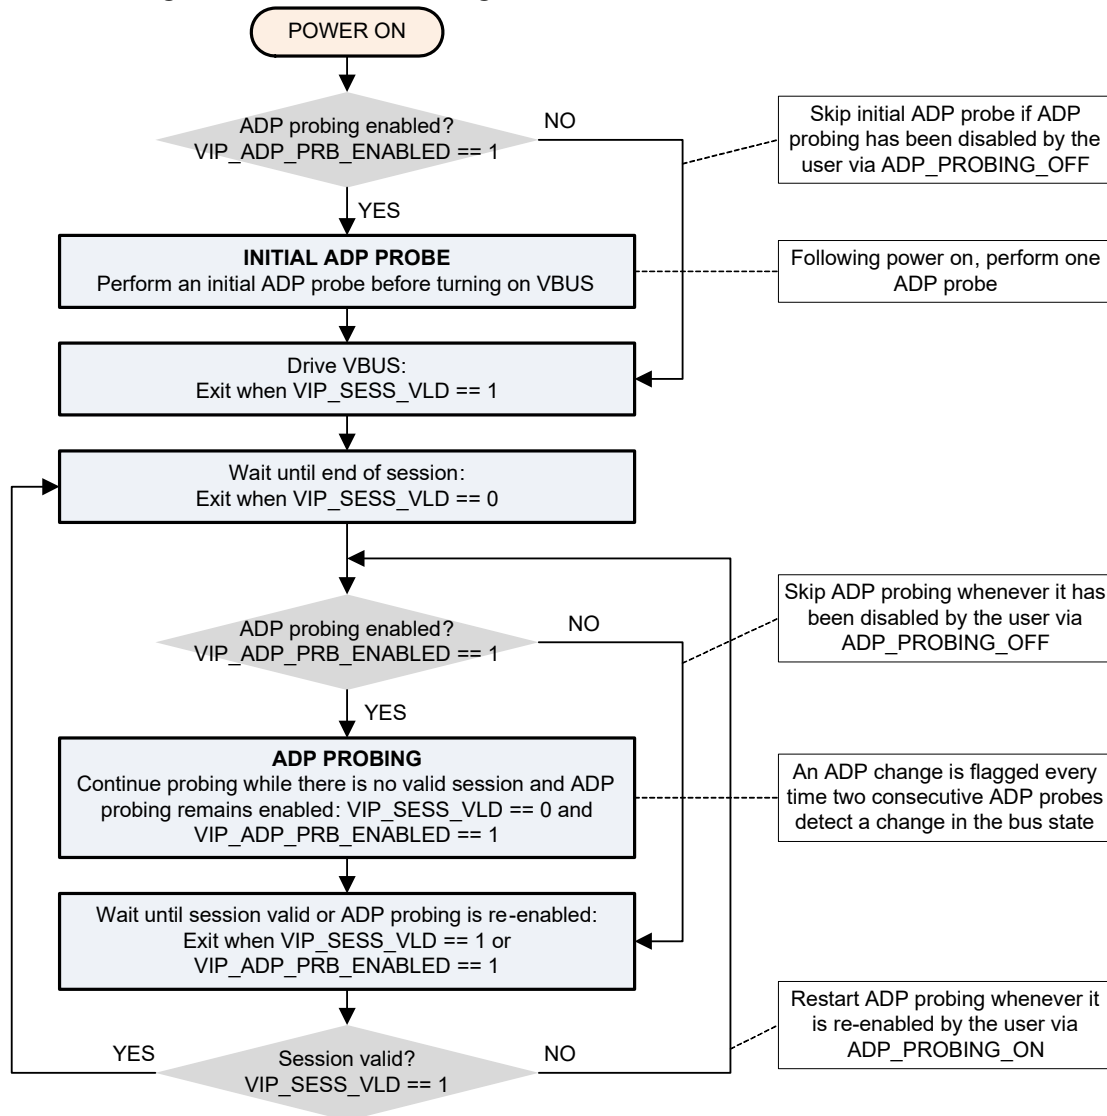 POWER ON
ADP probing enabled?
VIP_ADP_PRB_ENABLED == 1
NO
YES
Skip initial ADP probe if ADP
probing has been disabled by the
user via ADP_PROBING_OFF
INITIAL ADP PROBE
Perform an initial ADP probe before turning on VBUS
Following power on, perform one
ADP probe
Drive VBUS:
Exit when VIP_SESS_VLD == 1
Wait until end of session:
Exit when VIP_SESS_VLD == 0
ADP probing enabled?
VIP_ADP_PRB_ENABLED == 1
NO
YES
Skip ADP probing whenever it has
been disabled by the user via
ADP_PROBING_OFF
ADP PROBING
Continue probing while there is no valid session and ADP
probing remains enabled: VIP_SESS_VLD == 0 and
VIP_ADP_PRB_ENABLED == 1
An ADP change is flagged every
time two consecutive ADP probes
detect a change in the bus state
Wait until session valid or ADP probing is re-enabled:
Exit when VIP_SESS_VLD == 1 or
VIP_ADP_PRB_ENABLED == 1
YES
Session valid?
VIP_SESS_VLD == 1
NO
Restart ADP probing whenever it
is re-enabled by the user via
ADP_PROBING_ON